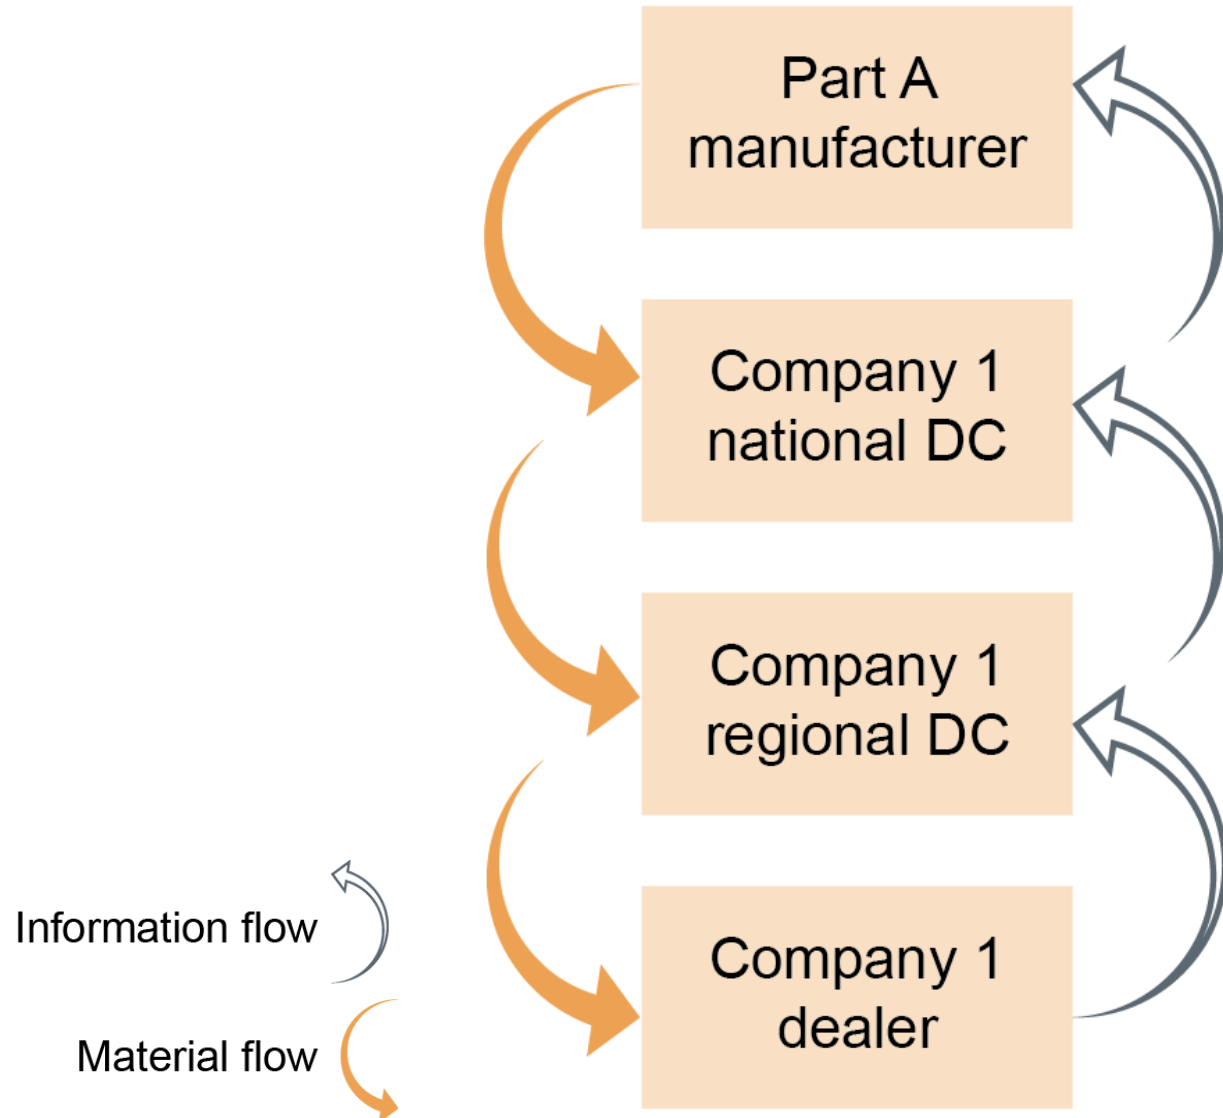 Part A
manufacturer
Company 1
national DC
Company 1
regional DC
Company 1
dealer
Information flow
Material flow